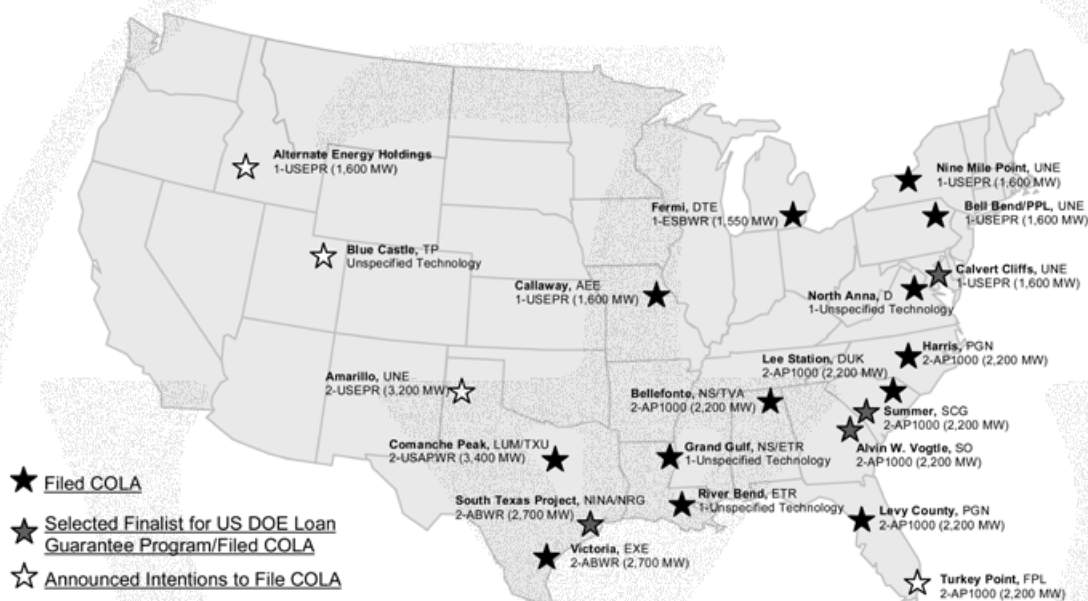 Alternate Energy Holdings
1-USEPR (1,600 MW)
Nine Mile Point, UNE
1-USEPR (1,600 MW)
Fermi, DTE
1-ESBWR (1,550 MW)
Bell Bend/PPL, UNE
1-USEPR (1,600 MW)
Blue Castle, TP
Unspecified Technology
Calvert Cliffs, UNE
1-USEPR (1,600 MW)
Callaway, AEE
1-USEPR (1,600 MW)
North Anna, D
1-Unspecified Technology
Harris, PGN
2-AP1000 (2,200 MW)
Lee Station, DUK
2-AP1000 (2,200 MW)
Amarillo, UNE
2-USEPR (3,200 MW)
Bellefonte, NS/TVA
2-AP1000 (2,200 MW)
Summer, SCG
2-AP1000 (2,200 MW)
Comanche Peak, LUM/TXU
2-USAPWR (3,400 MW)
Grand Gulf, NS/ETR
1-Unspecified Technology
Alvin W. Vogtle, SO
2-AP1000 (2,200 MW)
South Texas Project, NINA/NRG
2-ABWR (2,700 MW)
River Bend, ETR
1-Unspecified Technology
Levy County, PGN
2-AP1000 (2,200 MW)
Victoria, EXE
2-ABWR (2,700 MW)
Turkey Point, FPL
2-AP1000 (2,200 MW)
Filed COLA
Selected Finalist for US DOE Loan
Guarantee Program/Filed COLA
Announced Intentions to File COLA